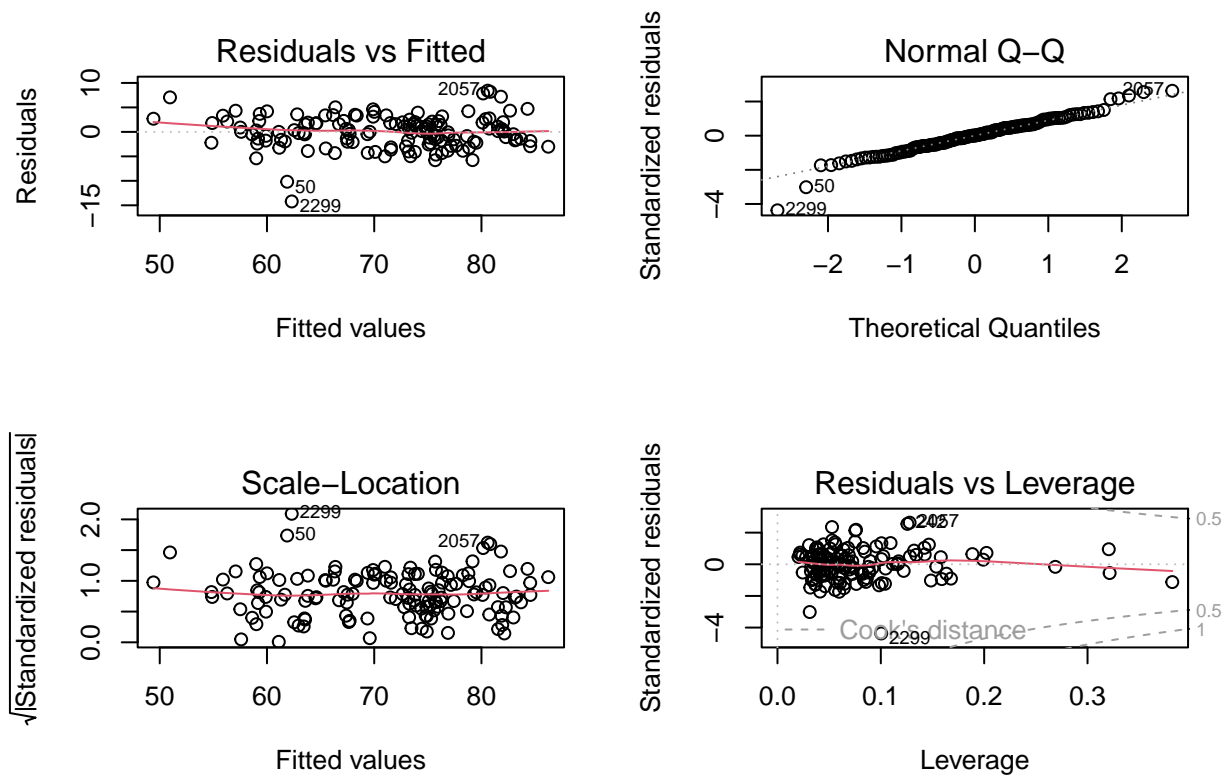 Residuals vs Fitted
Residuals
10
0
−15
2057
50
2299
50 60 70 80
Fitted values
Normal Q−Q
Standardized residuals
0
−4
2057
50
2299
−2 −1 0 1 2
Theoretical Quantiles
Scale−Location
√|Standardized residuals|
2.0
1.0
0.0
2299
50
2057
50 60 70 80
Fitted values
Residuals vs Leverage
Standardized residuals
0
−4
2057
0.5
0.5
1
Cook's distance
2299
0.0 0.1 0.2 0.3
Leverage